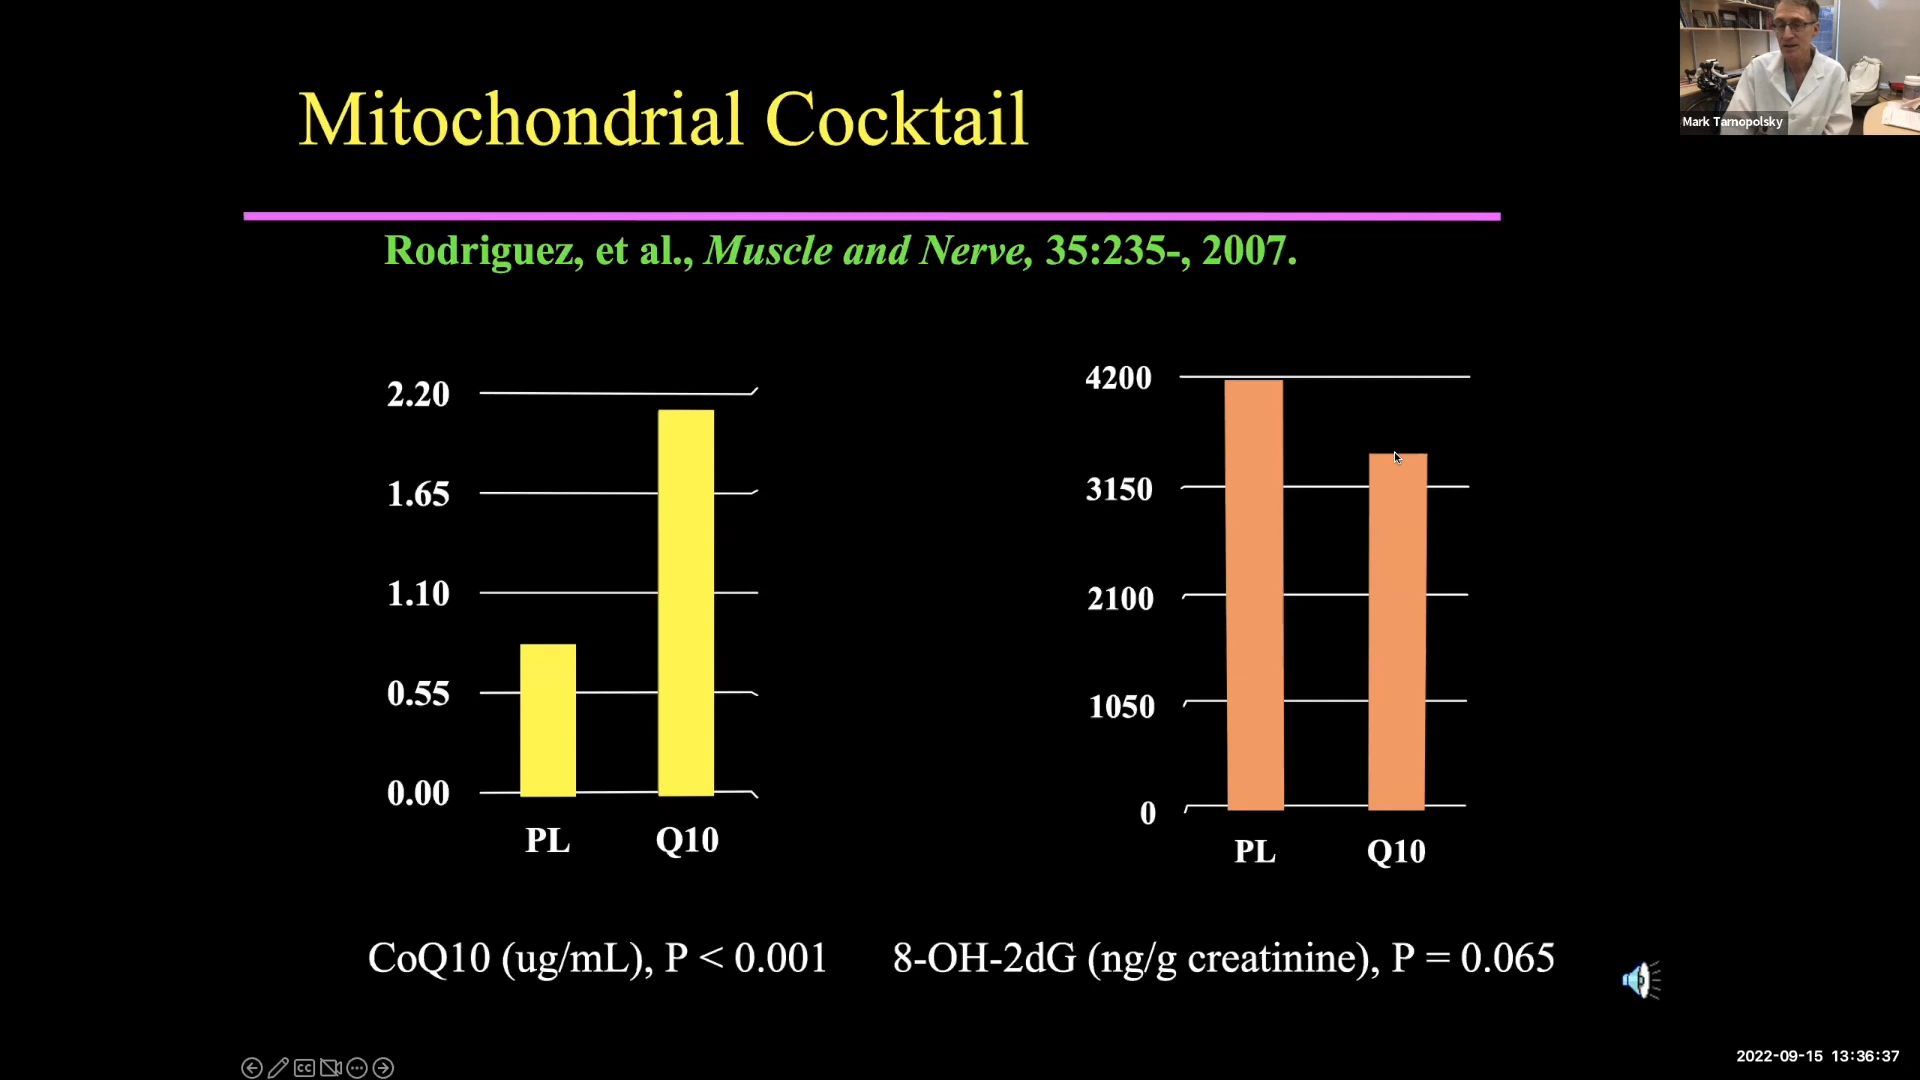 Mitochondrial Cocktail
Mark Tarnopolsky
Rodriguez, et al., Muscle and Nerve, 35:235-, 2007.
2.20
1.65
1.10
0.55
0.00
PL Q10
4200
3150
2100
1050
0
PL Q10
CoQ10 (ug/mL), P < 0.001
8-OH-2dG (ng/g creatinine), P = 0.065
CC
2022-09-15 13:36:37